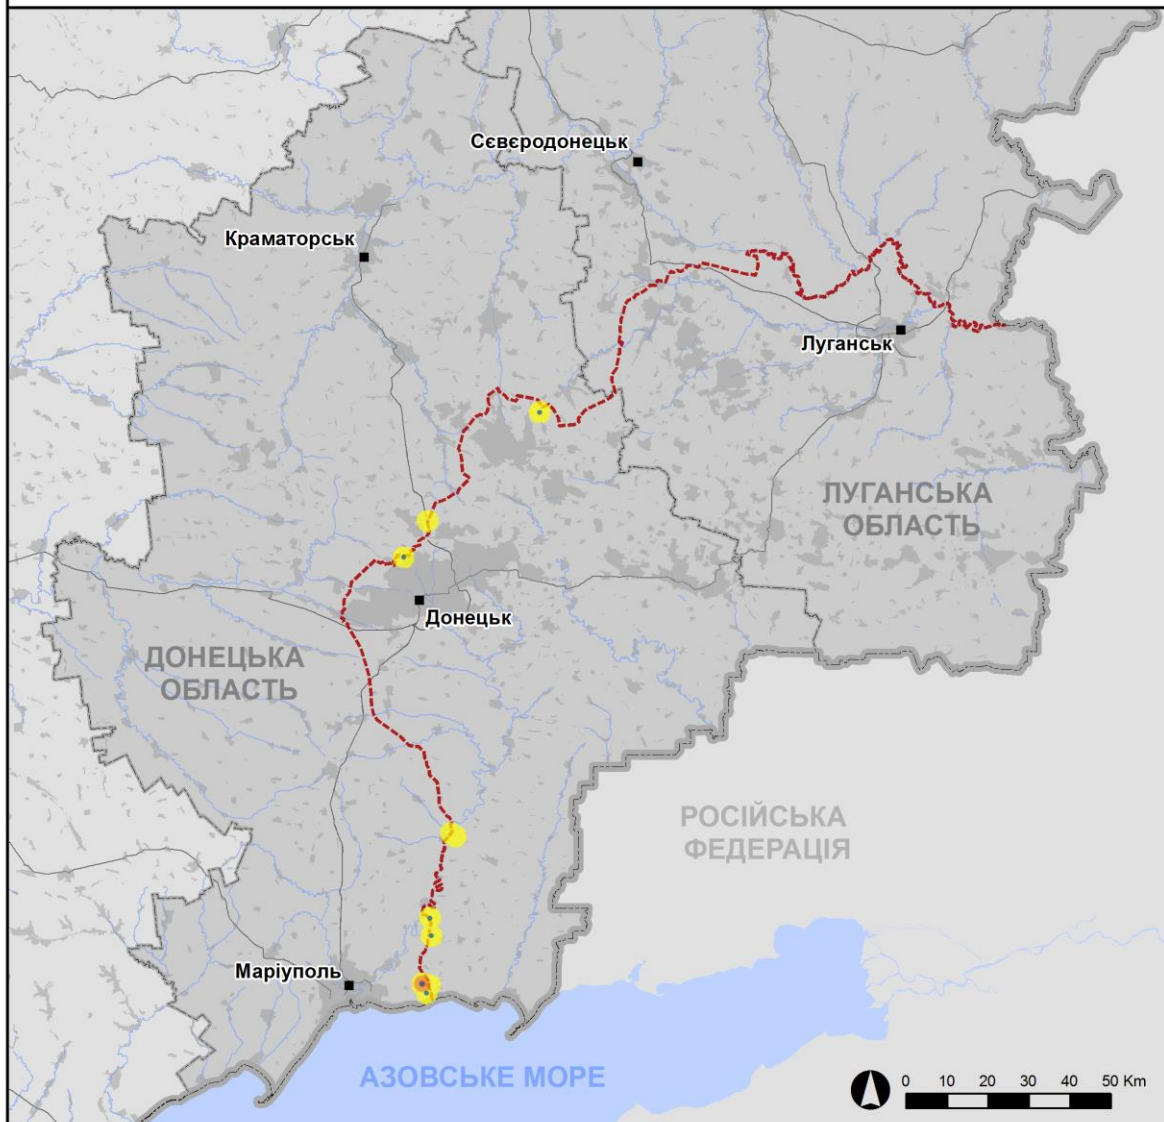 Сєвєродонецьк
Краматорськ
Луганськ
ЛУГАНСЬКА
ОБЛАСТЬ
Донецьк
ДОНЕЦЬКА
ОБЛАСТЬ
РОСІЙСЬКА
ФЕДЕРАЦІЯ
Маріуполь
АЗОВСЬКЕ МОРЕ
0 10 20 30 40 50 Км